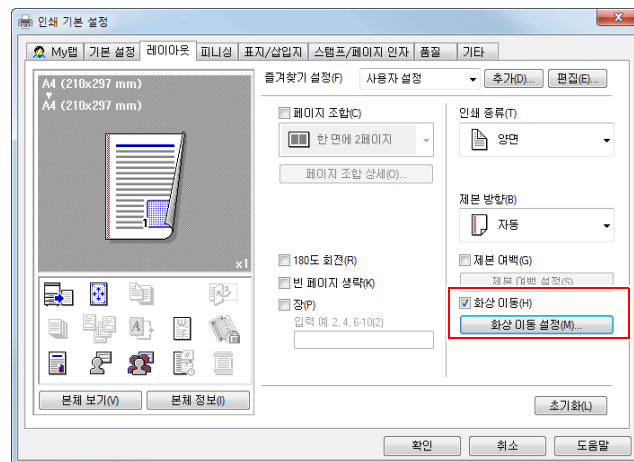 인쇄 기본 설정
My탭 기본 설정 레이아웃 피니싱 표지/삽입지 스탬프/페이지 인자 품질 기타
A4 (210x297 mm)
A4 (210x297 mm)
1
x1
본체 보기(V) 본체 정보(I)
즐겨찾기 설정(F) 사용자 설정 추가(D)... 편집(E)...
페이지 조합(C)
한 면에 2페이지
페이지 조합 상세(O)...
180도 회전(R)
빈 페이지 생략(K)
장(P)
입력 예 2, 4, 6-10(2)
인쇄 종류(T)
양면
제본 방향(B)
자동
제본 여백(G)
제본 여백 설정(S)
화상 이동(H)
화상 이동 설정(M)...
초기화(L)
확인 취소 도움말